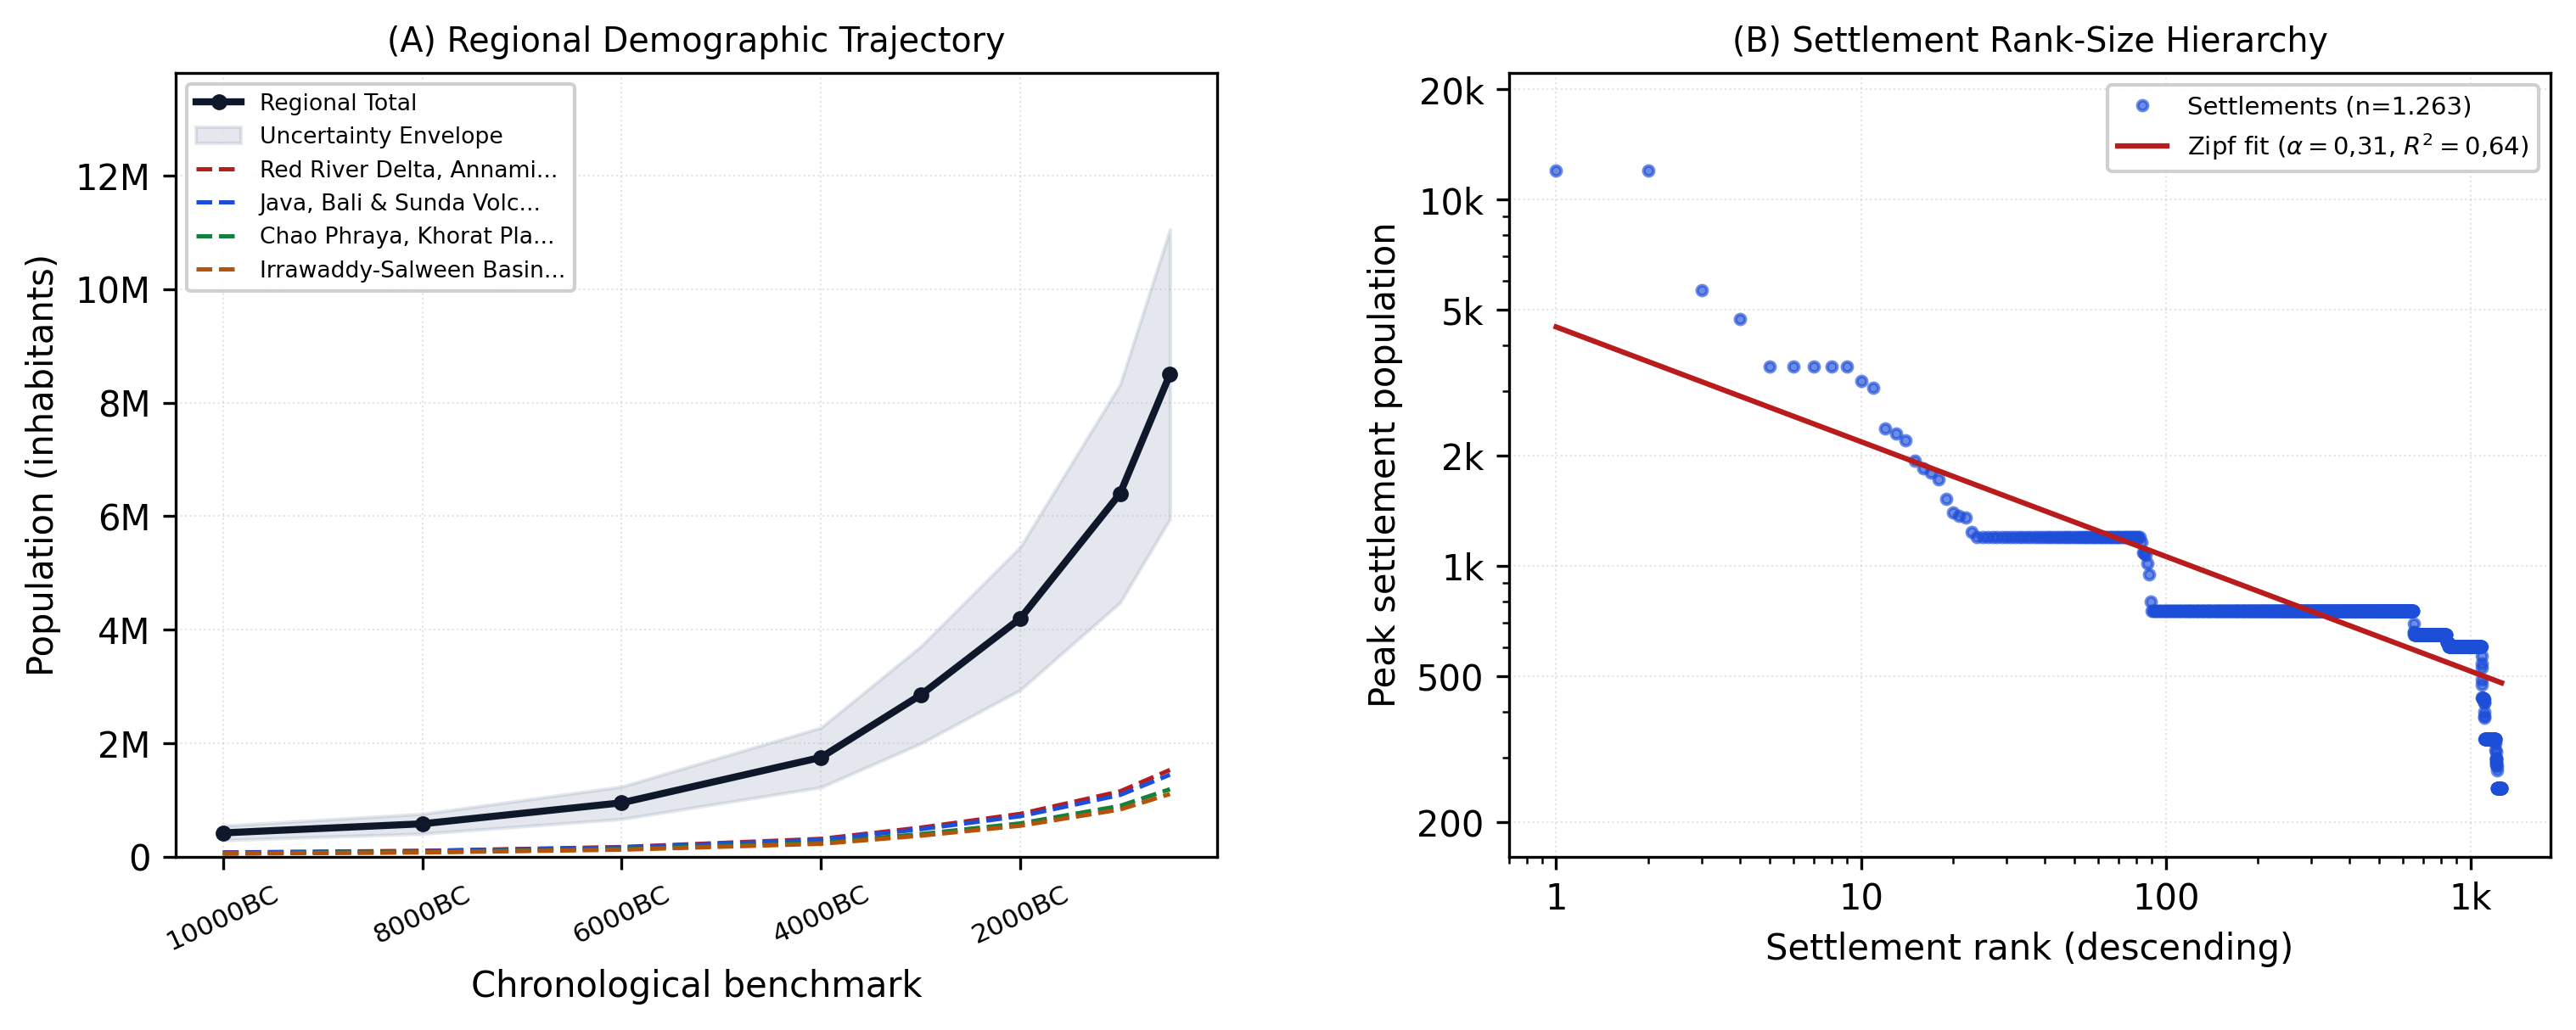 (A) Regional Demographic Trajectory
Population (inhabitants)
12M
10M
8M
6M
4M
2M
0
Regional Total
Uncertainty Envelope
Red River Delta, Annami...
Java, Bali & Sunda Volc...
Chao Phraya, Khorat Pla...
Irrawaddy-Salween Basin...
10000BC
8000BC
6000BC
4000BC
2000BC
Chronological benchmark
(B) Settlement Rank-Size Hierarchy
Peak settlement population
20k
10k
5k
2k
1k
500
200
Settlements (n=1.263)
Zipf fit (α = 0,31, R² = 0,64)
1
10
100
1k
Settlement rank (descending)